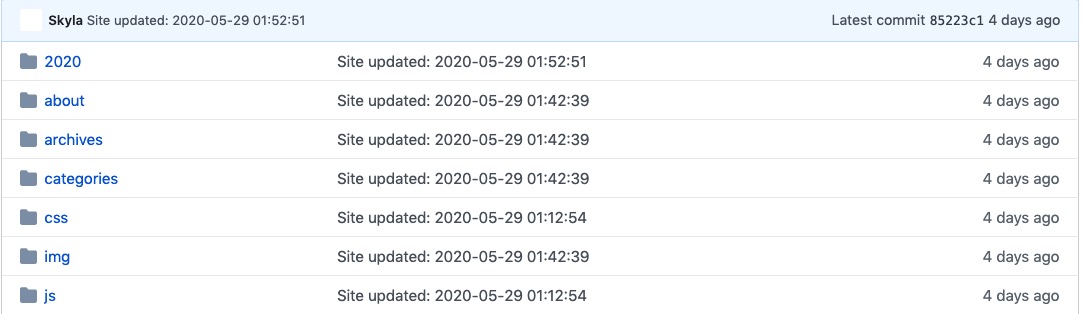 Skyla Site updated: 2020-05-29 01:52:51 Latest commit 85223c1 4 days ago
2020 Site updated: 2020-05-29 01:52:51 4 days ago
about Site updated: 2020-05-29 01:42:39 4 days ago
archives Site updated: 2020-05-29 01:42:39 4 days ago
categories Site updated: 2020-05-29 01:42:39 4 days ago
css Site updated: 2020-05-29 01:12:54 4 days ago
img Site updated: 2020-05-29 01:42:39 4 days ago
js Site updated: 2020-05-29 01:12:54 4 days ago